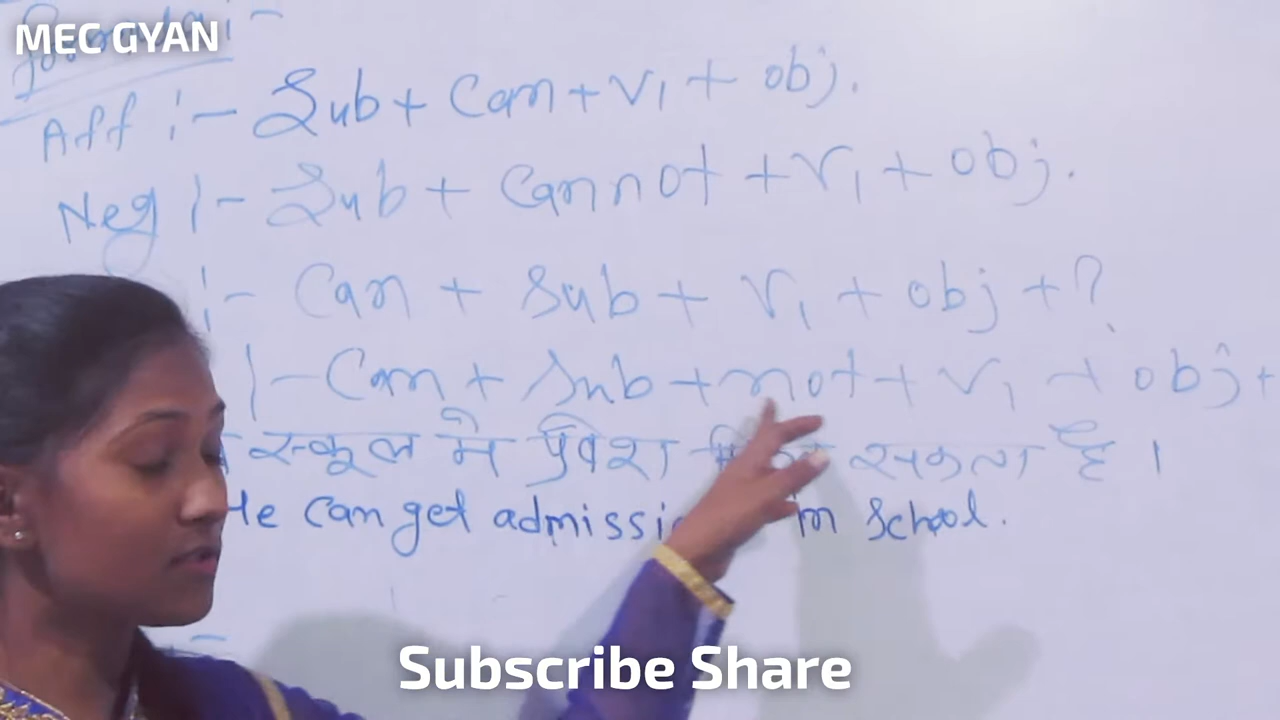 MEC GYAN
Aff :- Sub + Can + V1 + obj.
Neg :- Sub + Cannot + V1 + obj.
:- Can + Sub + V1 + obj + ?
:- Can + Sub + not + V1 + obj +
स्कूल में प्रवेश सकता है ।
He can get admission in School.
Subscribe Share